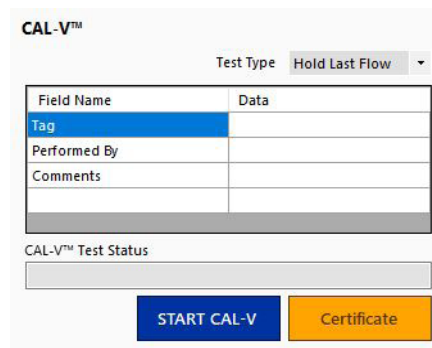 CAL-V™
Test Type Hold Last Flow
Field Name Data
Tag
Performed By
Comments
CAL-V™ Test Status
START CAL-V Certificate